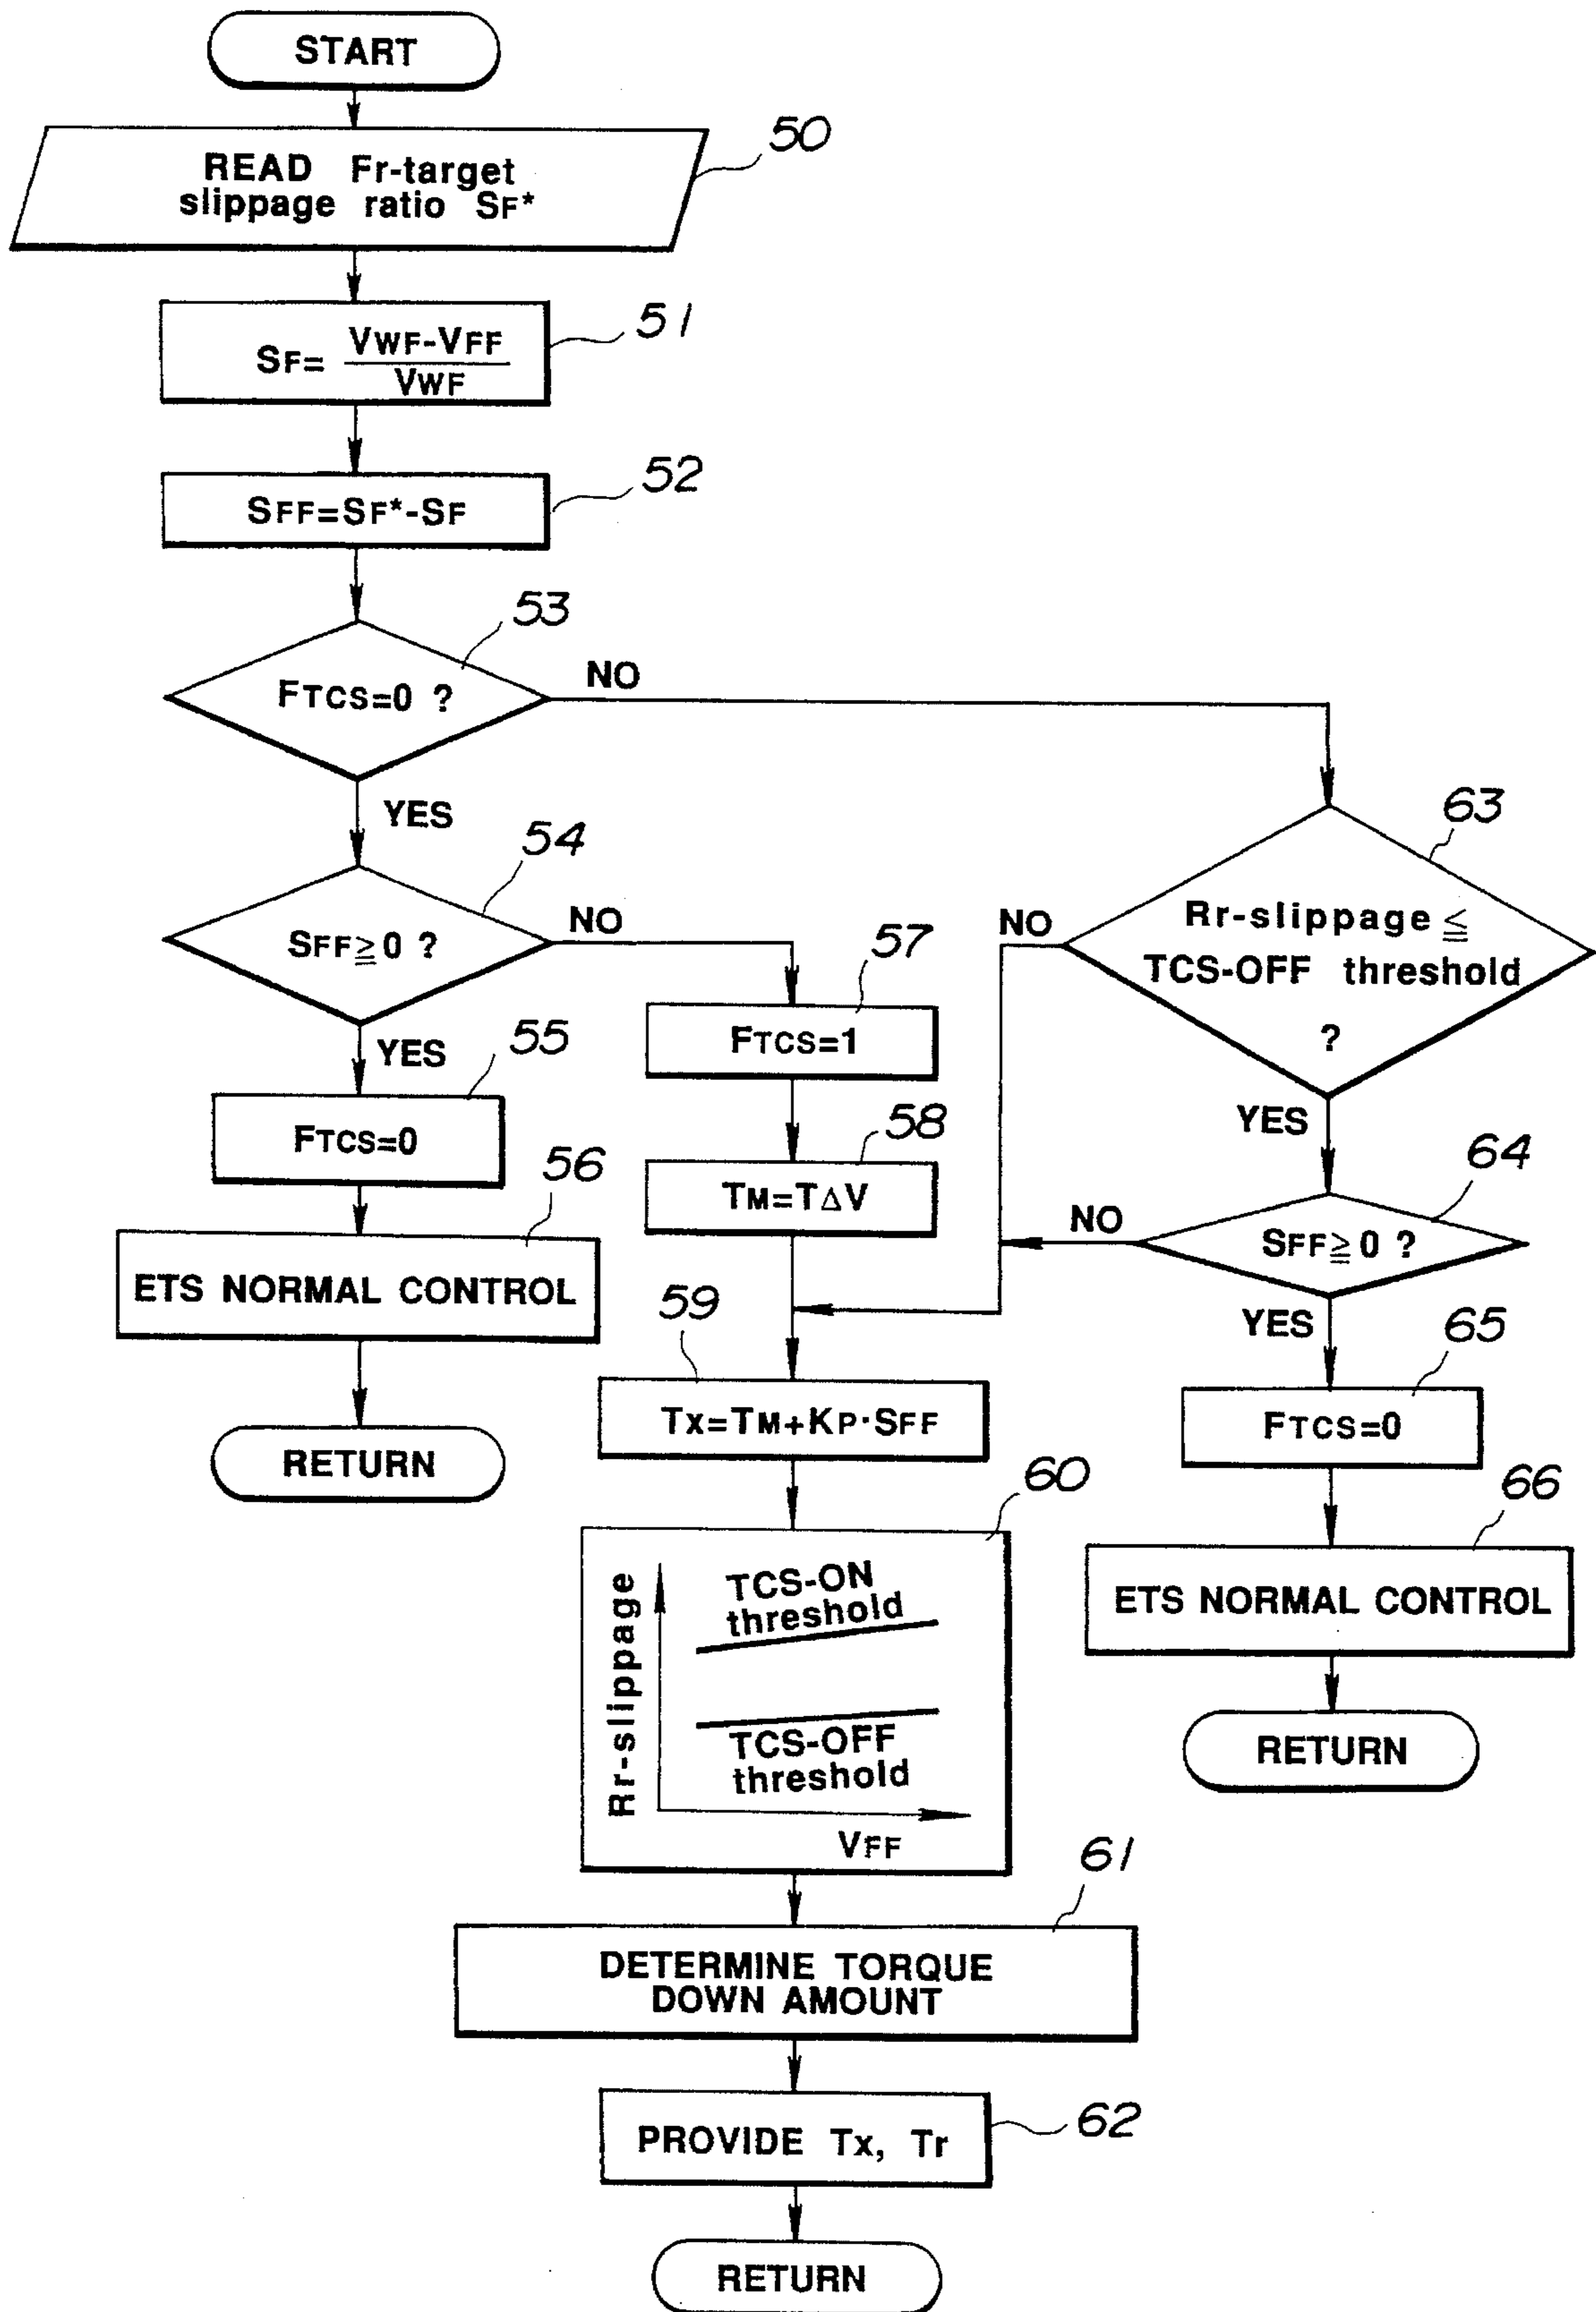 START
READ Fr-target
slippage ratio SF*
50
SF= VWF-VFF
VWF
51
SFF=SF*-SF
52
FTCS=0 ?
53
NO
YES
SFF≧0 ?
54
NO
YES
FTCS=0
55
ETS NORMAL CONTROL
56
RETURN
FTCS=1
57
TM=T△V
58
TX=TM+KP·SFF
59
60
Rr-slippage
TCS-ON
threshold
TCS-OFF
threshold
VFF
DETERMINE TORQUE
DOWN AMOUNT
61
PROVIDE Tx, Tr
62
RETURN
63
Rr-slippage ≦
TCS-OFF threshold
?
NO
YES
SFF≧0 ?
64
NO
YES
FTCS=0
65
ETS NORMAL CONTROL
66
RETURN